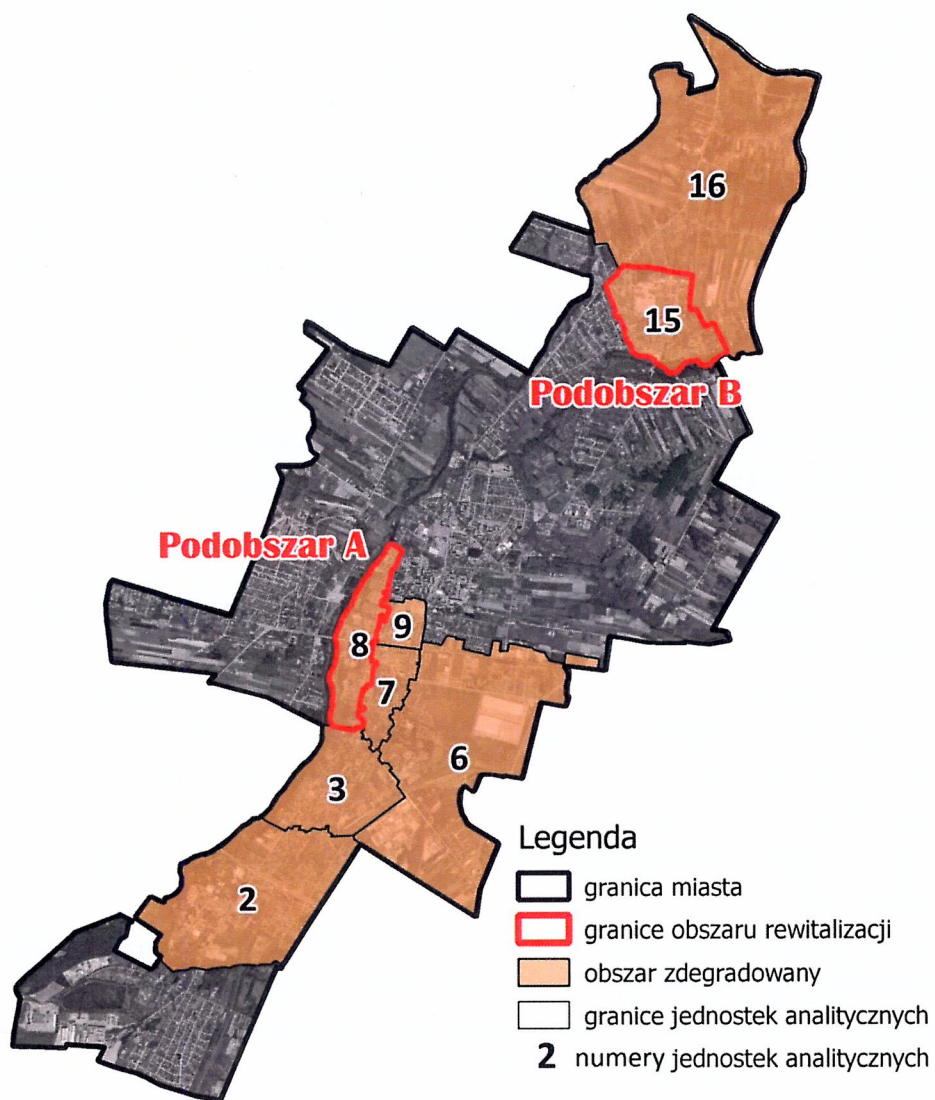 16
15
Podobszar B
Podobszar A
9
8
7
6
3
2
Legenda
granica miasta
granice obszaru rewitalizacji
obszar zdegradowany
granice jednostek analitycznych
2 numery jednostek analitycznych